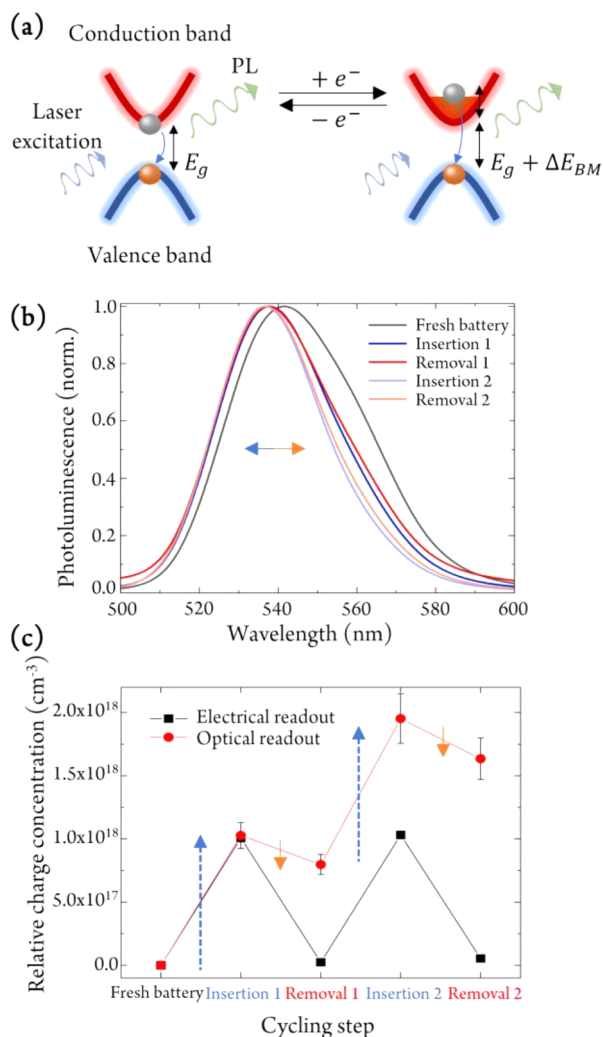 (a)
Conduction band
PL
+ e⁻
− e⁻
Laser
excitation
E_g
E_g + ΔE_BM
Valence band
(b)
1.0
0.8
0.6
0.4
0.2
0.0
Photoluminescence (norm.)
Fresh battery
Insertion 1
Removal 1
Insertion 2
Removal 2
500 520 540 560 580 600
Wavelength (nm)
(c)
Relative charge concentration (cm⁻³)
2.0x10¹⁸
1.5x10¹⁸
1.0x10¹⁸
5.0x10¹⁷
0.0
Electrical readout
Optical readout
Fresh battery Insertion 1 Removal 1 Insertion 2 Removal 2
Cycling step